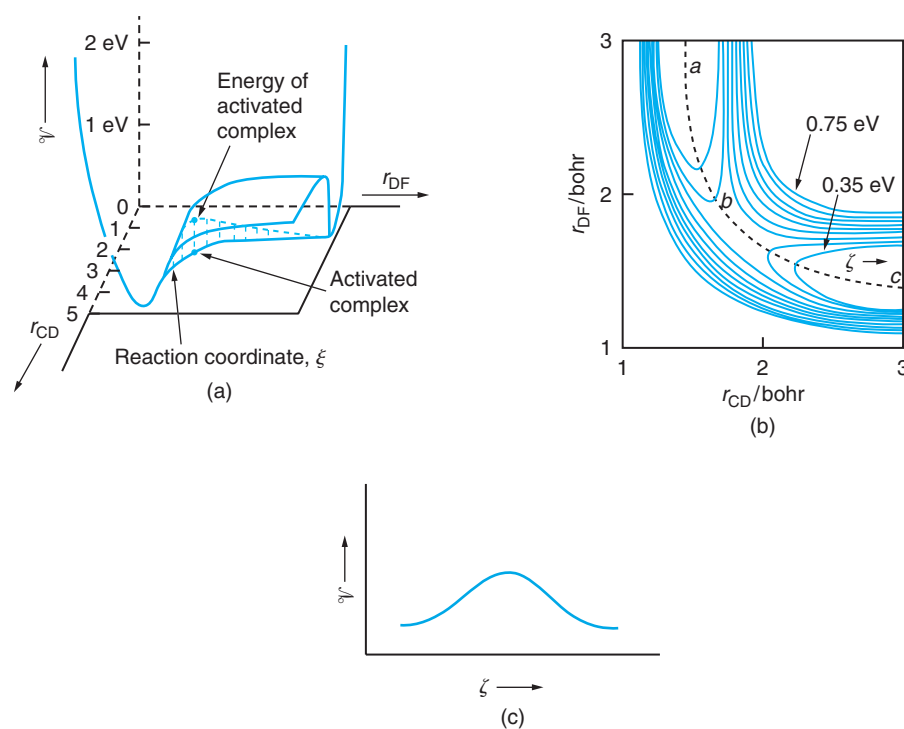 2 eV
𝒱
1 eV
Energy of
activated
complex
r_DF
0
1
2
3
4
5
Activated
complex
r_CD
Reaction coordinate, ξ
(a)
3
a
0.75 eV
0.35 eV
r_DF/bohr
2
b
ζ
c
1
1
2
3
r_CD/bohr
(b)
𝒱
ζ
(c)